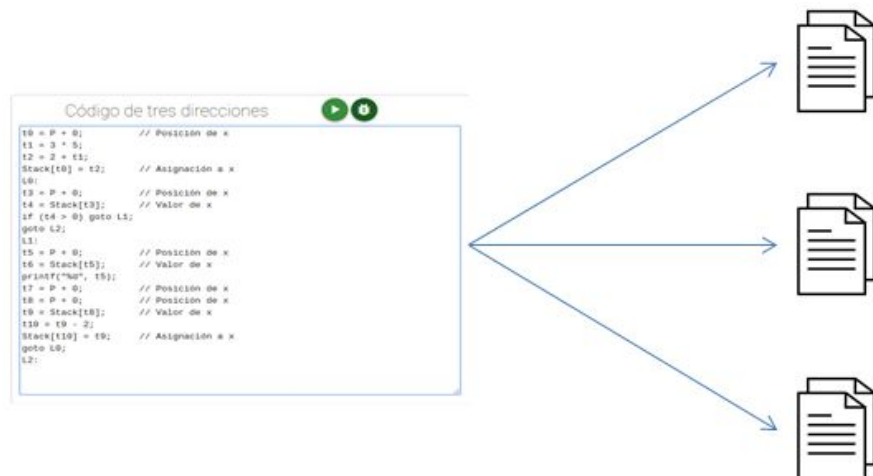 Código de tres direcciones
t0 = P + 0; // Posición de x
t1 = 3 * 5;
t2 = 2 + t1;
Stack[t0] = t2; // Asignación a x
L0:
t3 = P + 0; // Posición de x
t4 = Stack[t3]; // Valor de x
if (t4 > 0) goto L1;
goto L2;
L1:
t5 = P + 0; // Posición de x
t6 = Stack[t5]; // Valor de x
printf("%d", t5);
t7 = P + 0; // Posición de x
t8 = P + 0; // Posición de x
t9 = Stack[t8]; // Valor de x
t10 = t9 - 2;
Stack[t10] = t9; // Asignación a x
goto L0;
L2: